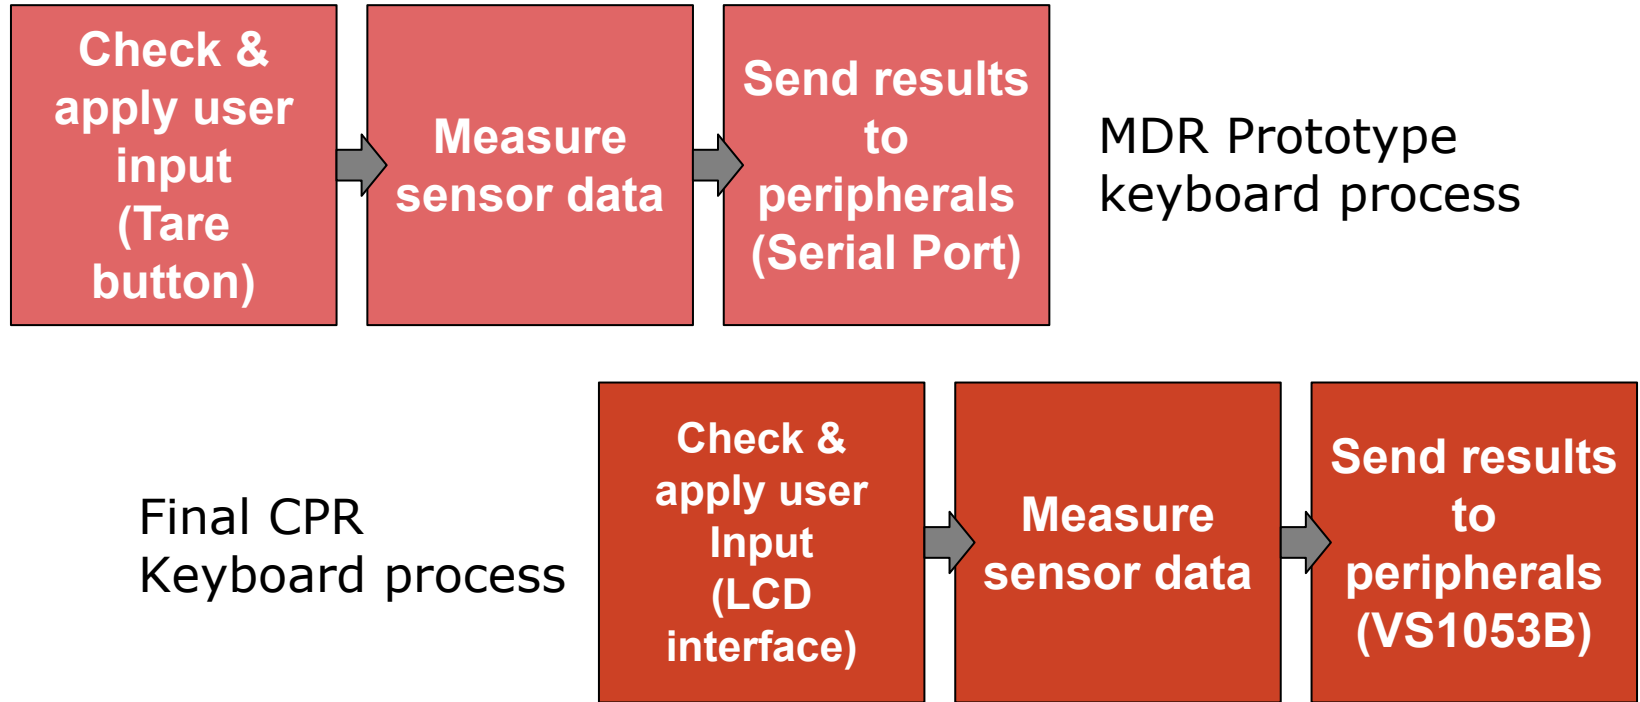 Check &
apply user
input
(Tare
button)
Measure
sensor data
Send results
to
peripherals
(Serial Port)
MDR Prototype
keyboard process
Final CPR
Keyboard process
Check &
apply user
Input
(LCD
interface)
Measure
sensor data
Send results
to
peripherals
(VS1053B)